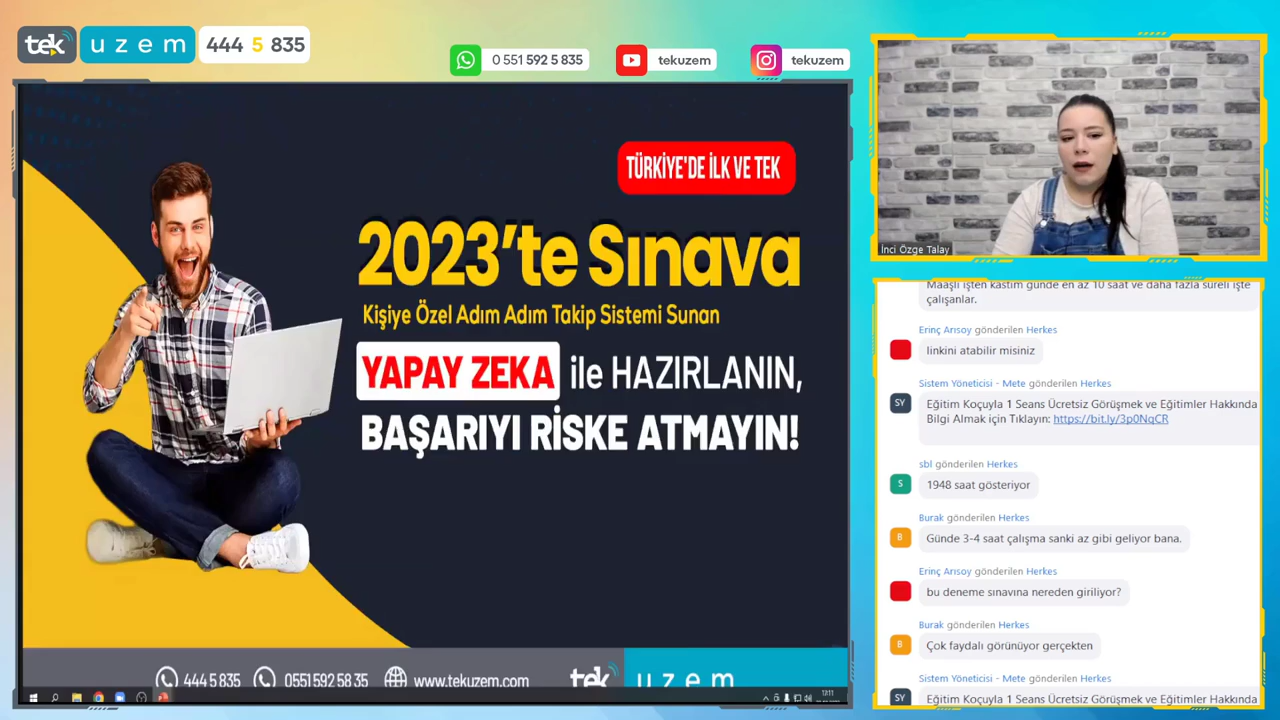 tek uzem 444 5 835
0 551 592 5 835
tekuzem
tekuzem
TÜRKİYE'DE İLK VE TEK
2023'te Sınava
Kişiye Özel Adım Adım Takip Sistemi Sunan
YAPAY ZEKA ile HAZIRLANIN,
BAŞARIYI RİSKE ATMAYIN!
444 5 835
0551 592 58 35
www.tekuzem.com
tek uzem
17:11
İnci Özge Talay
Maaşlı işten kastım günde en az 10 saat ve daha fazla süreli işte
çalışanlar.
Erinç Arısoy gönderilen Herkes
linkini atabilir misiniz
Sistem Yöneticisi - Mete gönderilen Herkes
SY
Eğitim Koçuyla 1 Seans Ücretsiz Görüşmek ve Eğitimler Hakkında
Bilgi Almak için Tıklayın: https://bit.ly/3p0NqCR
sbl gönderilen Herkes
S
1948 saat gösteriyor
Burak gönderilen Herkes
B
Günde 3-4 saat çalışma sanki az gibi geliyor bana.
Erinç Arısoy gönderilen Herkes
bu deneme sınavına nereden giriliyor?
Burak gönderilen Herkes
B
Çok faydalı görünüyor gerçekten
Sistem Yöneticisi - Mete gönderilen Herkes
SY
Eğitim Koçuyla 1 Seans Ücretsiz Görüşmek ve Eğitimler Hakkında